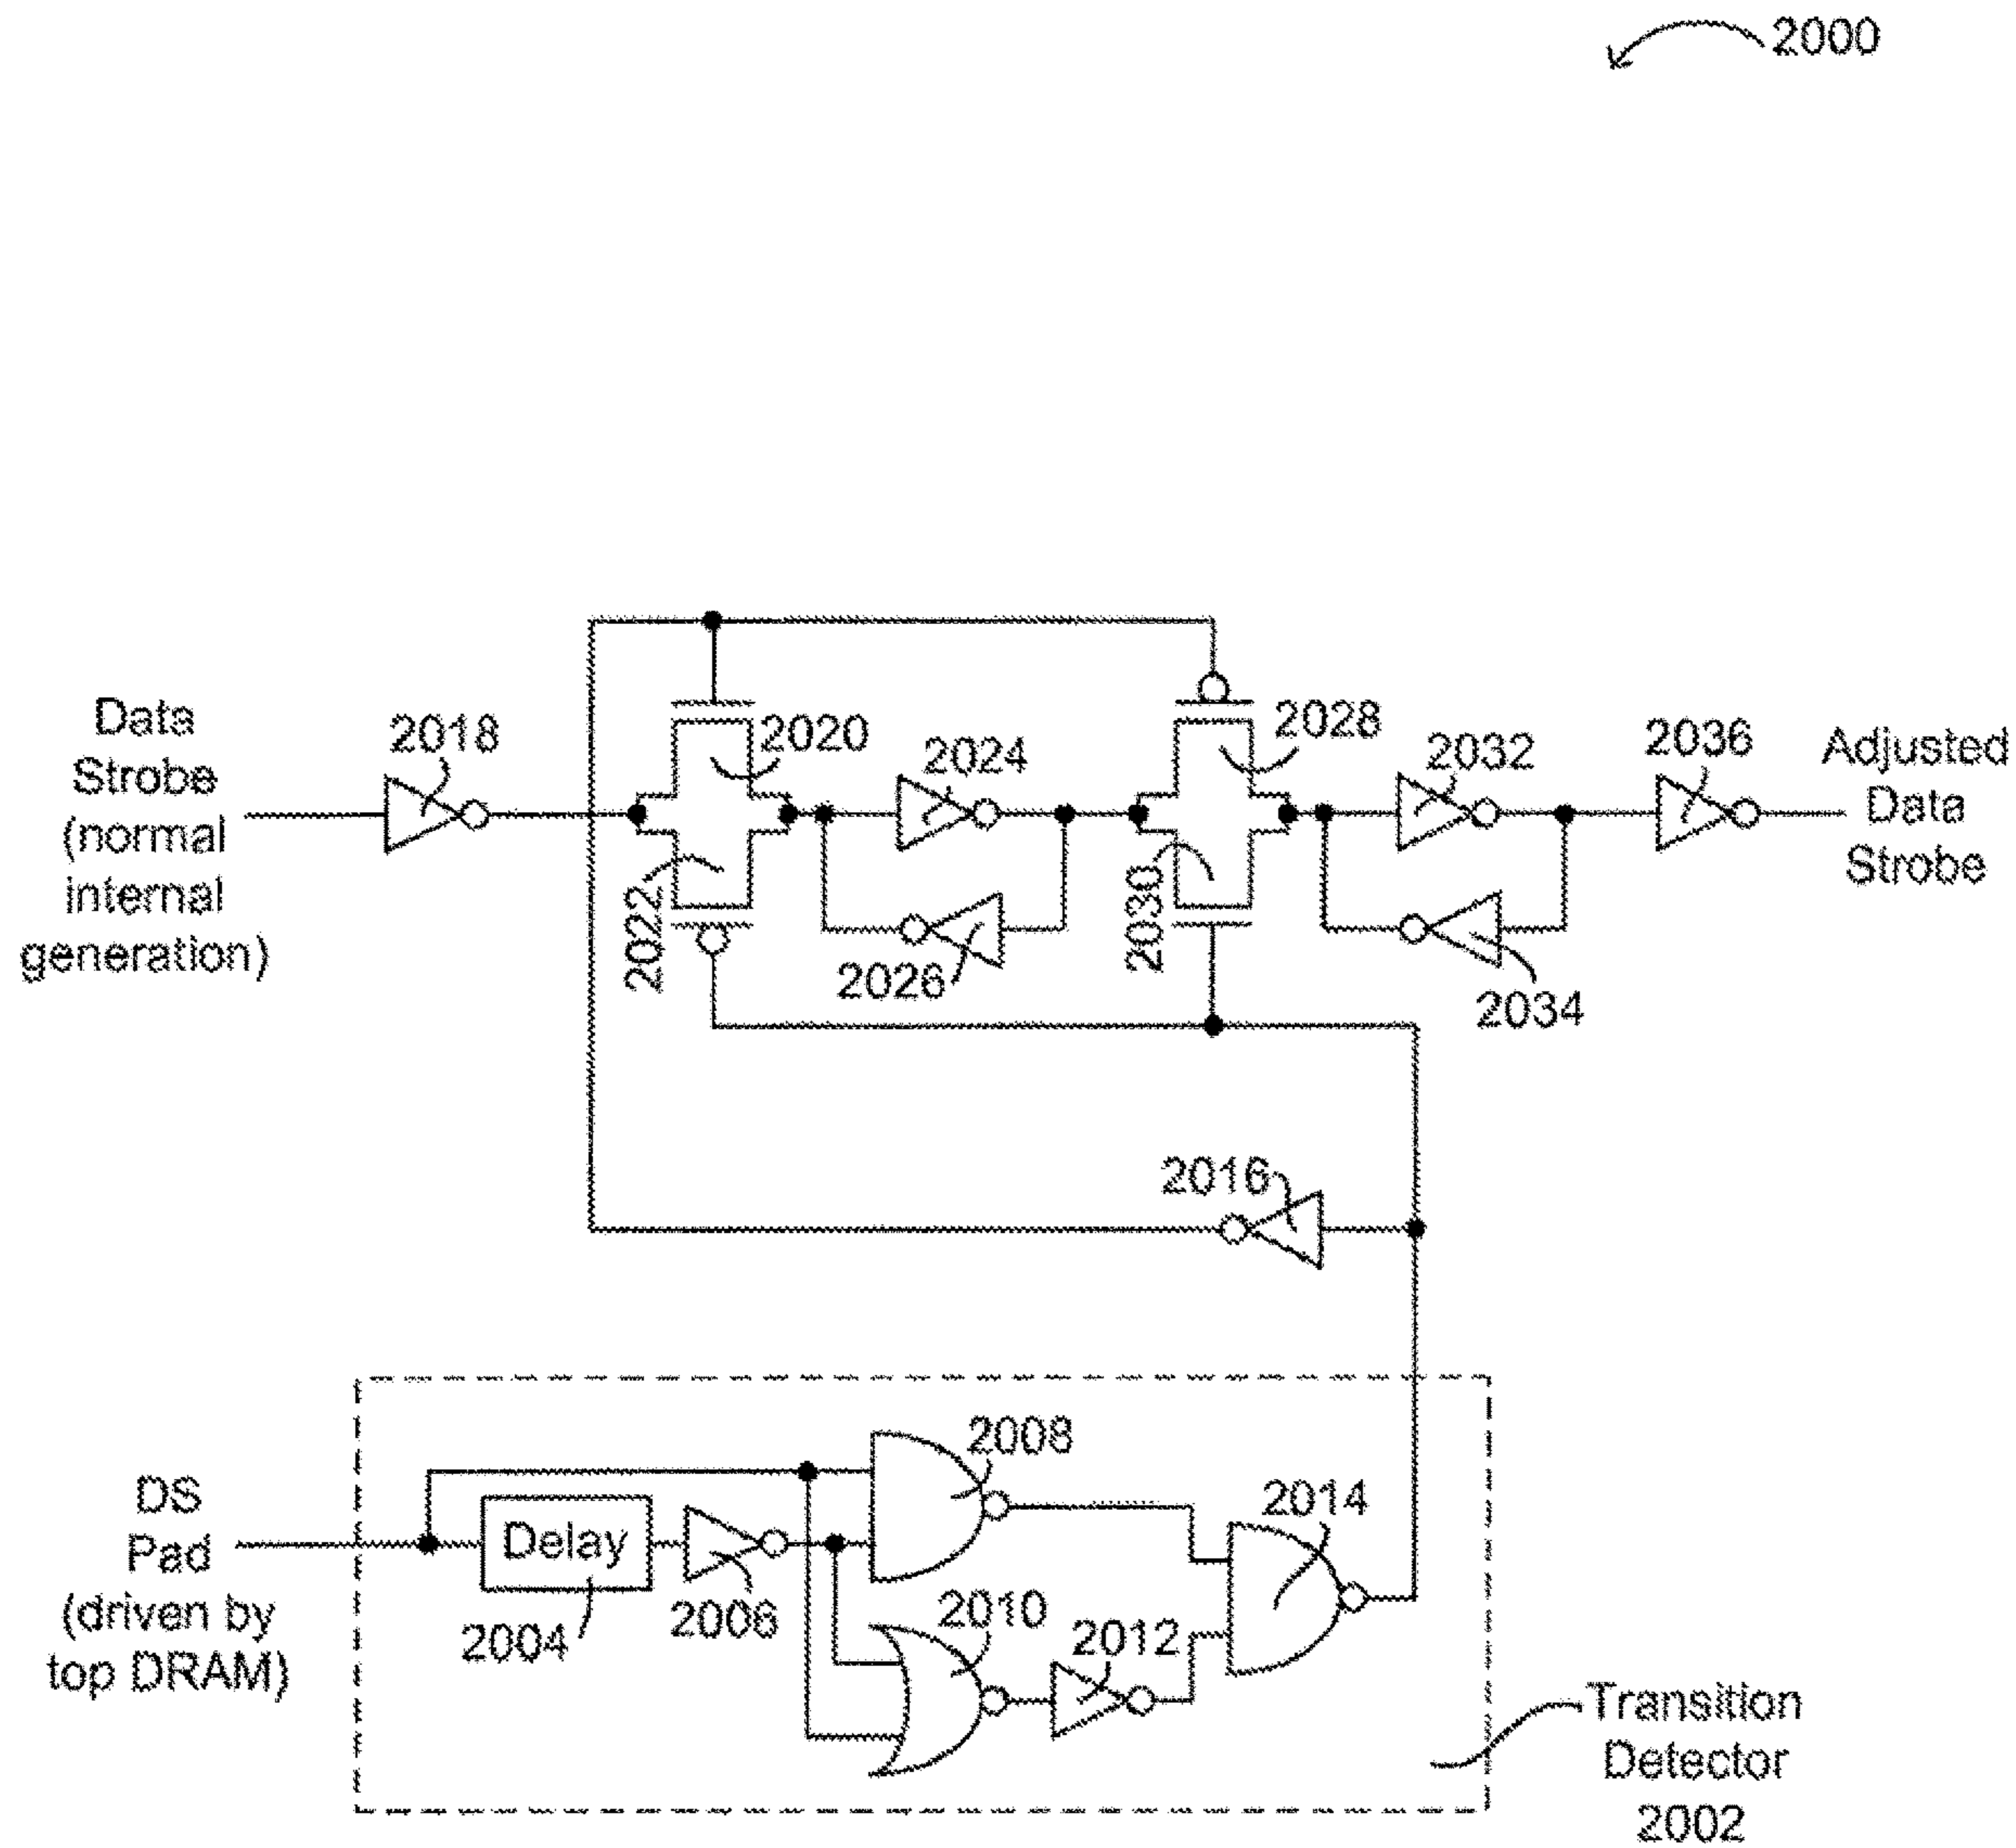 2000
Data
Strobe
(normal
internal
generation)
2018
2020
2022
2024
2026
2028
2030
2032
2034
2036
Adjusted
Data
Strobe
2016
DS
Pad
(driven by
top DRAM)
Delay
2004
2006
2008
2010
2012
2014
Transition
Detector
2002